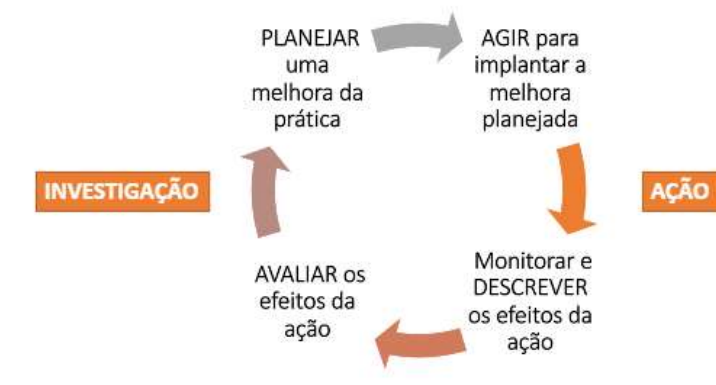 PLANEJAR
uma
melhora da
prática
AGIR para
implantar a
melhora
planejada
INVESTIGAÇÃO
AÇÃO
Monitorar e
DESCREVER
os efeitos da
ação
AVALIAR os
efeitos da
ação